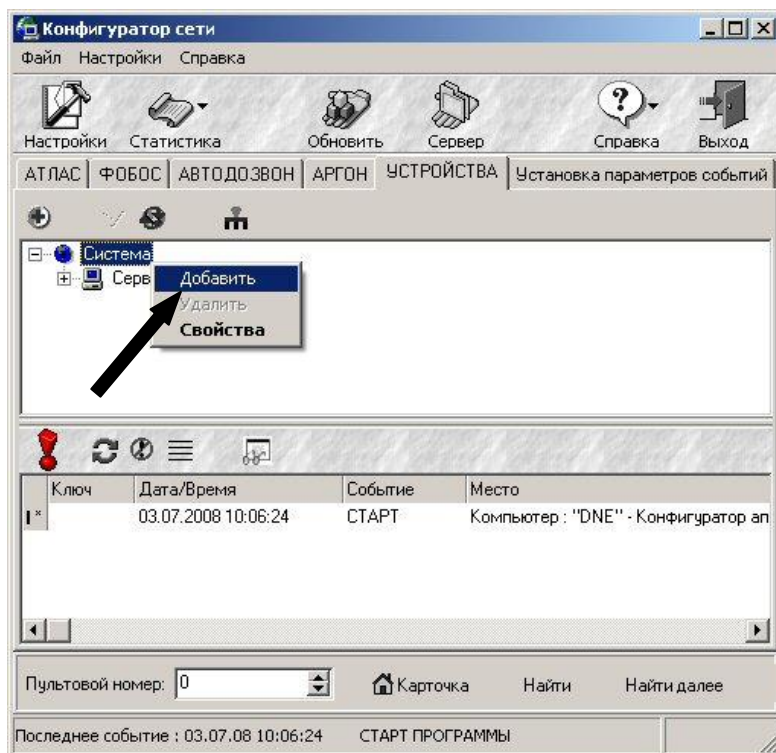 Конфигуратор сети
Файл Настройки Справка
Настройки Статистика Обновить Сервер Справка Выход
АТЛАС ФОБОС АВТОДОЗВОН АРГОН УСТРОЙСТВА Установка параметров событий
Система
Серв
Добавить
Удалить
Свойства
Ключ Дата/Время Событие Место
03.07.2008 10:06:24 СТАРТ Компьютер : "DNE" - Конфигуратор ап
Пультовой номер: 0 Карточка Найти Найти далее
Последнее событие : 03.07.08 10:06:24 СТАРТ ПРОГРАММЫ